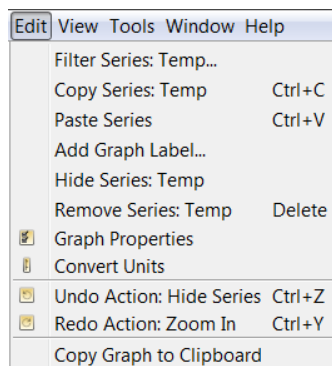 Edit View Tools Window Help
Filter Series: Temp...
Copy Series: Temp Ctrl+C
Paste Series Ctrl+V
Add Graph Label...
Hide Series: Temp
Remove Series: Temp Delete
Graph Properties
Convert Units
Undo Action: Hide Series Ctrl+Z
Redo Action: Zoom In Ctrl+Y
Copy Graph to Clipboard